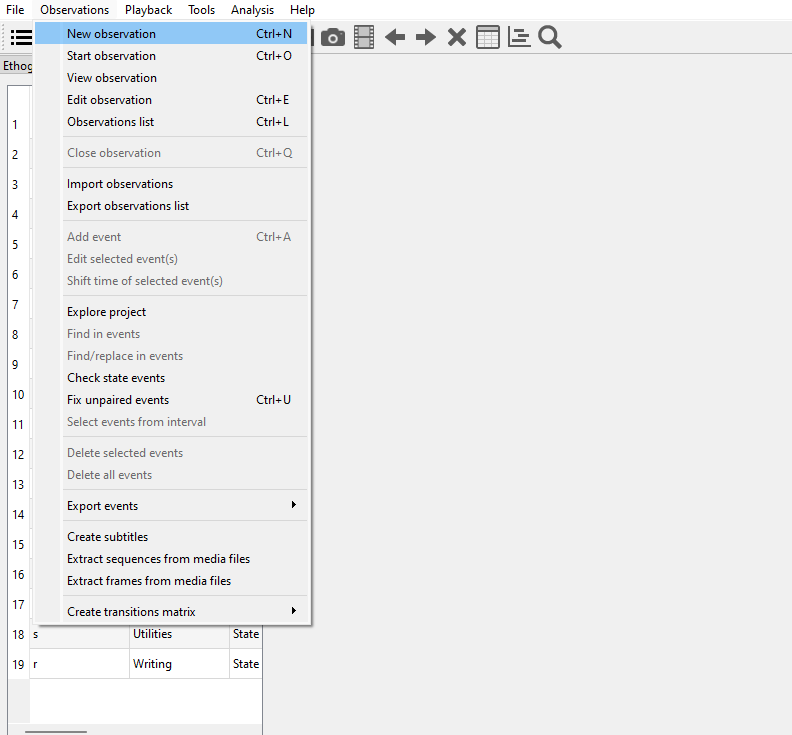 File Observations Playback Tools Analysis Help
New observation Ctrl+N
Ethog
Start observation Ctrl+O
View observation
Edit observation Ctrl+E
1
Observations list Ctrl+L
2
Close observation Ctrl+Q
3
Import observations
4
Export observations list
5
Add event Ctrl+A
Edit selected event(s)
6
Shift time of selected event(s)
7
Explore project
8
Find in events
Find/replace in events
9
Check state events
10
Fix unpaired events Ctrl+U
11
Select events from interval
12
Delete selected events
13
Delete all events
14
Export events
15
Create subtitles
Extract sequences from media files
16
Extract frames from media files
17
Create transitions matrix
18 s Utilities State
19 r Writing State